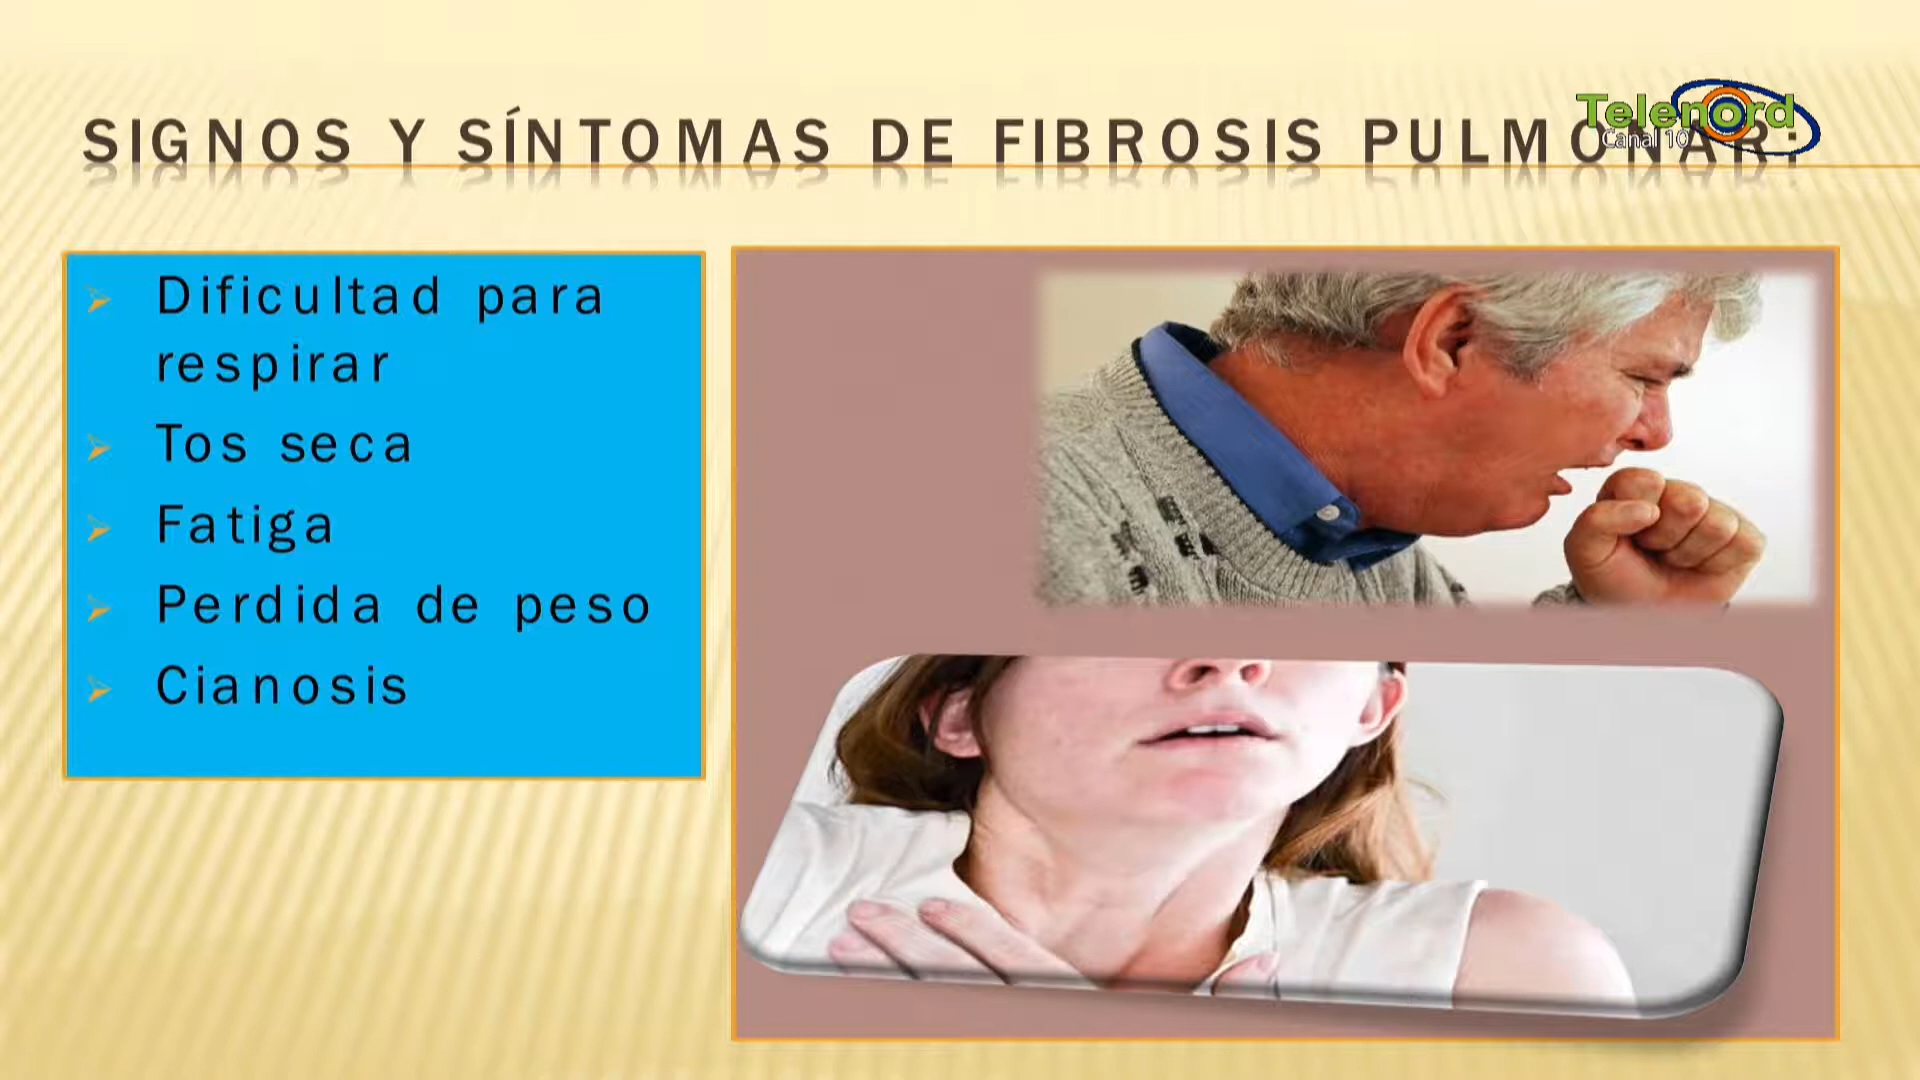 SIGNOS Y SÍNTOMAS DE FIBROSIS PULMONAR:
Telenord
Canal 10
Dificultad para
respirar
Tos seca
Fatiga
Perdida de peso
Cianosis